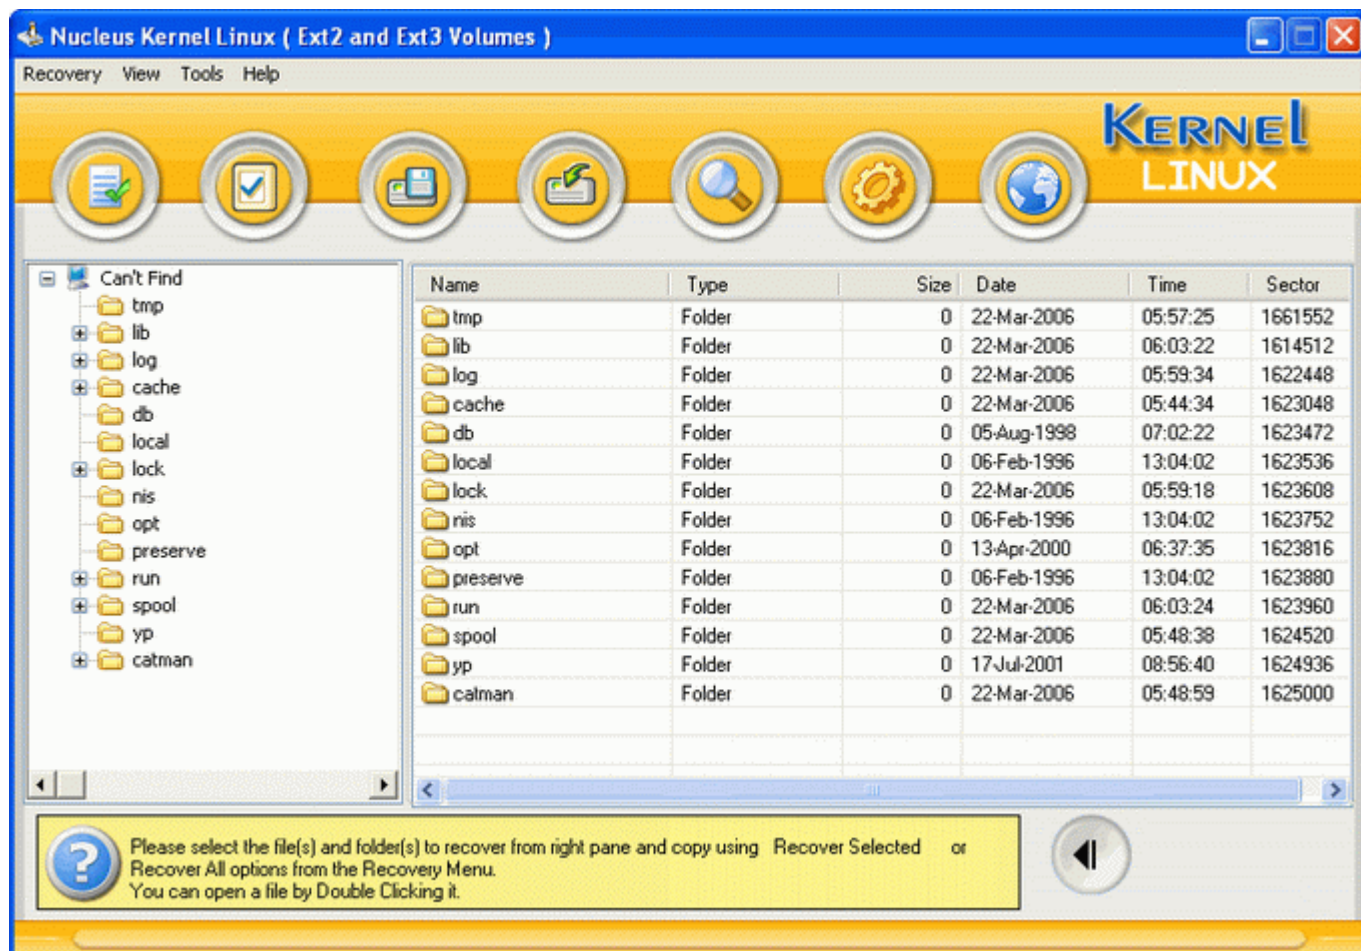 Nucleus Kernel Linux ( Ext2 and Ext3 Volumes )
Recovery View Tools Help
KERNEl
LINUX
Can't Find
tmp
lib
log
cache
db
local
lock
nis
opt
preserve
run
spool
yp
catman
Name Type Size Date Time Sector
tmp Folder 0 22-Mar-2006 05:57:25 1661552
lib Folder 0 22-Mar-2006 06:03:22 1614512
log Folder 0 22-Mar-2006 05:59:34 1622448
cache Folder 0 22-Mar-2006 05:44:34 1623048
db Folder 0 05-Aug-1998 07:02:22 1623472
local Folder 0 06-Feb-1996 13:04:02 1623536
lock Folder 0 22-Mar-2006 05:59:18 1623608
nis Folder 0 06-Feb-1996 13:04:02 1623752
opt Folder 0 13-Apr-2000 06:37:35 1623816
preserve Folder 0 06-Feb-1996 13:04:02 1623880
run Folder 0 22-Mar-2006 06:03:24 1623960
spool Folder 0 22-Mar-2006 05:48:38 1624520
yp Folder 0 17-Jul-2001 08:56:40 1624936
catman Folder 0 22-Mar-2006 05:48:59 1625000
Please select the file(s) and folder(s) to recover from right pane and copy using Recover Selected or
Recover All options from the Recovery Menu.
You can open a file by Double Clicking it.